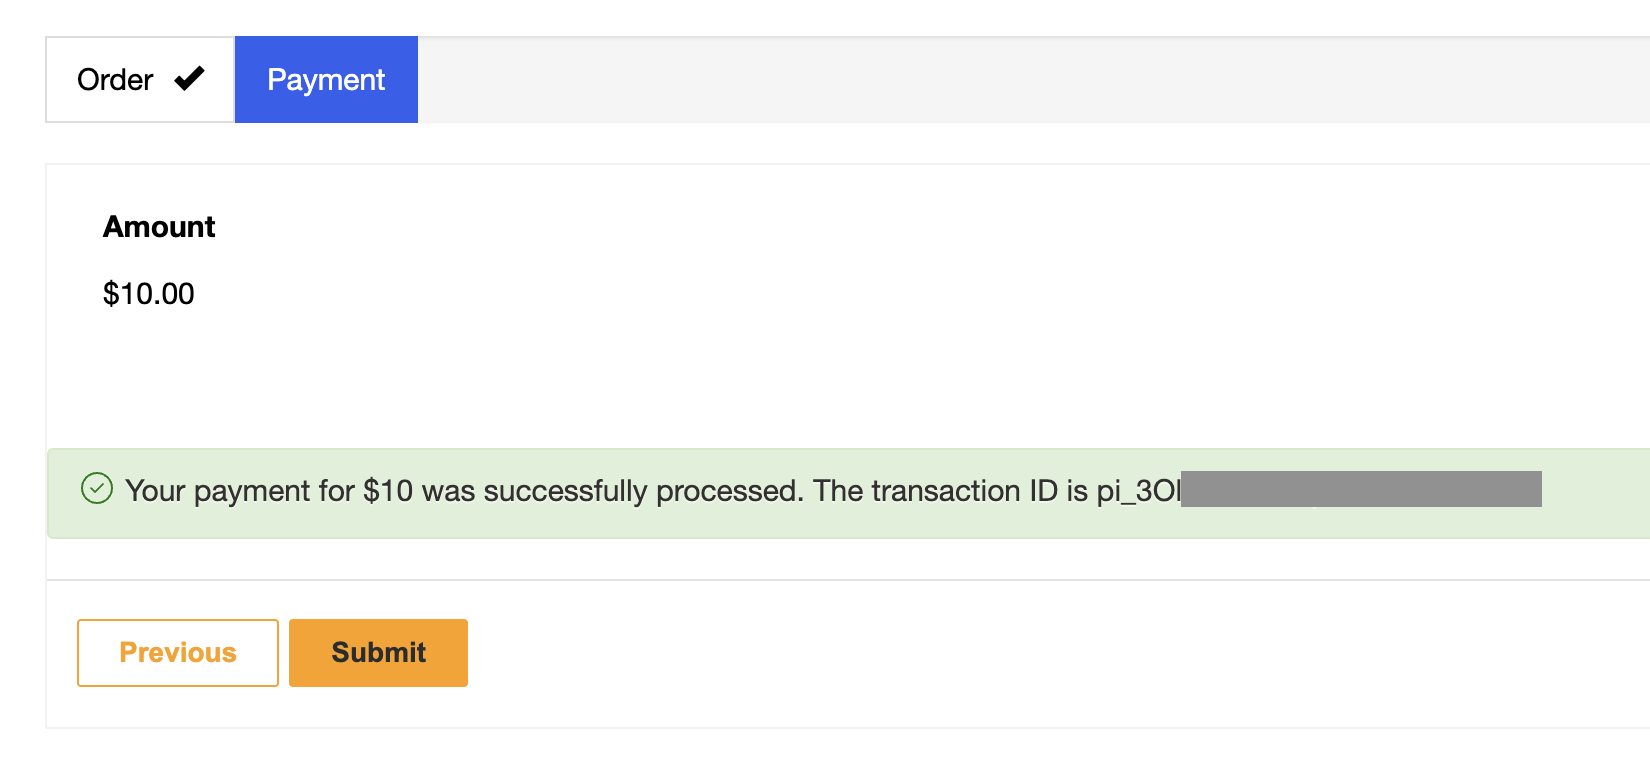 Order
Payment
Amount
$10.00
Your payment for $10 was successfully processed. The transaction ID is pi_3O
Previous
Submit